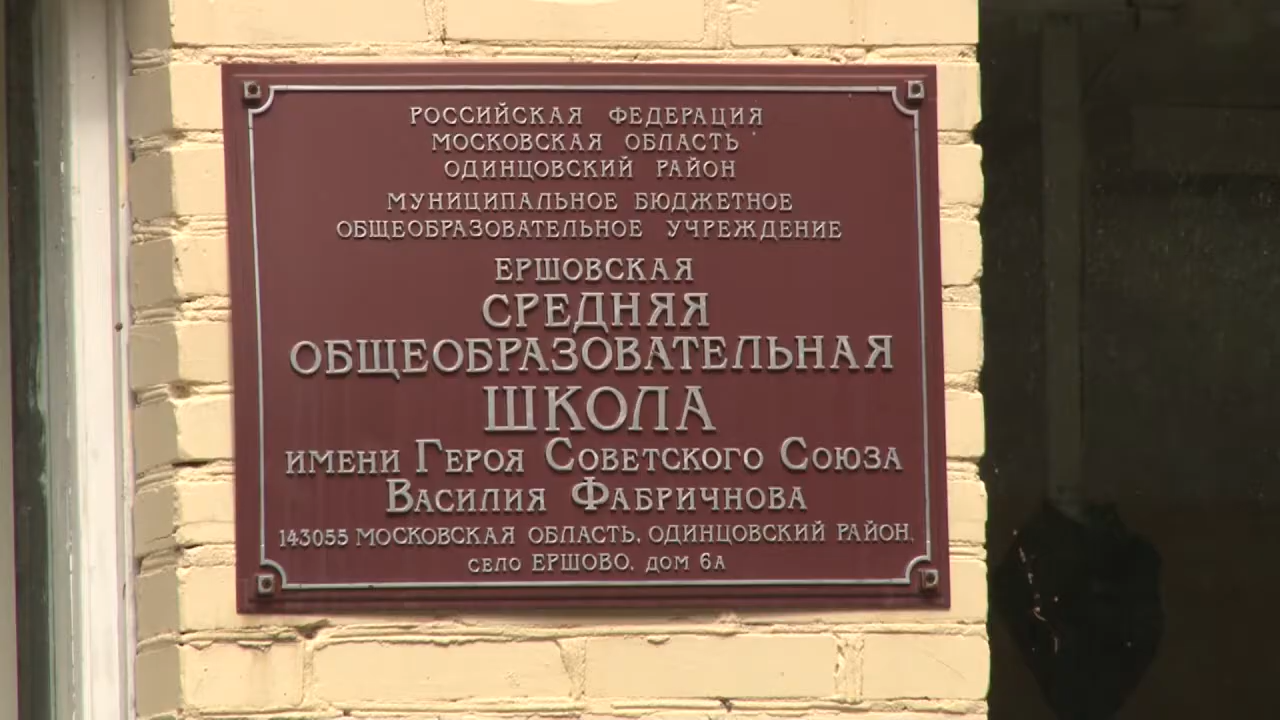 РОССИЙСКАЯ ФЕДЕРАЦИЯ
МОСКОВСКАЯ ОБЛАСТЬ
ОДИНЦОВСКИЙ РАЙОН
МУНИЦИПАЛЬНОЕ БЮДЖЕТНОЕ
ОБЩЕОБРАЗОВАТЕЛЬНОЕ УЧРЕЖДЕНИЕ
ЕРШОВСКАЯ
СРЕДНЯЯ
ОБЩЕОБРАЗОВАТЕЛЬНАЯ
ШКОЛА
ИМЕНИ ГЕРОЯ СОВЕТСКОГО СОЮЗА
ВАСИЛИЯ ФАБРИЧНОВА
143055 МОСКОВСКАЯ ОБЛАСТЬ, ОДИНЦОВСКИЙ РАЙОН,
СЕЛО ЕРШОВО, ДОМ 6А